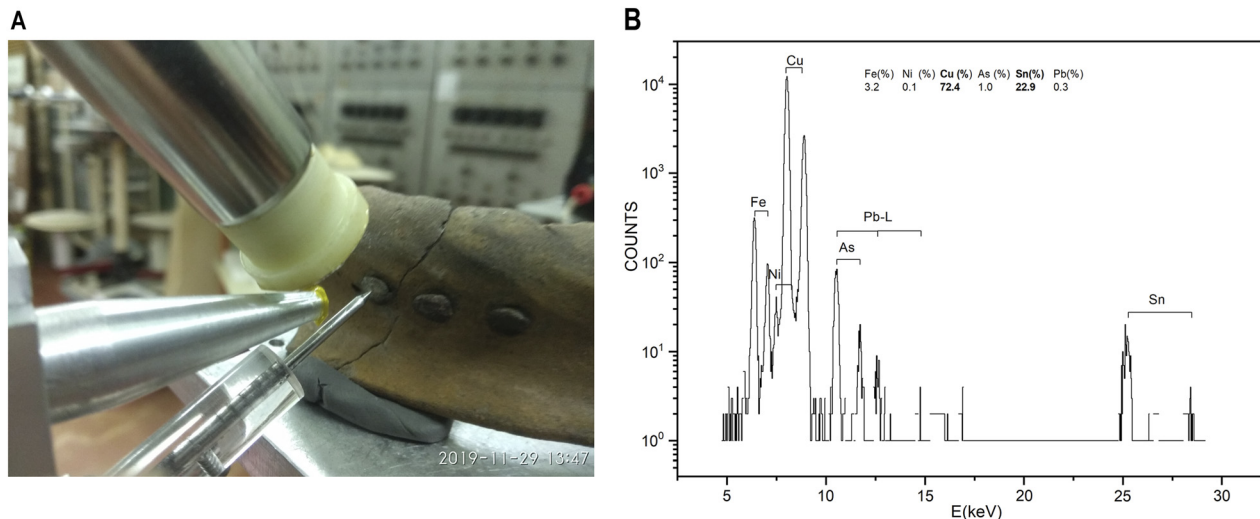 A
2019-11-29 13:47
B
COUNTS
10⁴
10³
10²
10¹
10⁰
Cu
Fe(%) Ni (%) Cu (%) As (%) Sn(%) Pb(%)
3.2 0.1 72.4 1.0 22.9 0.3
Fe
Ni
Pb-L
As
Sn
5 10 15 20 25 30
E(keV)